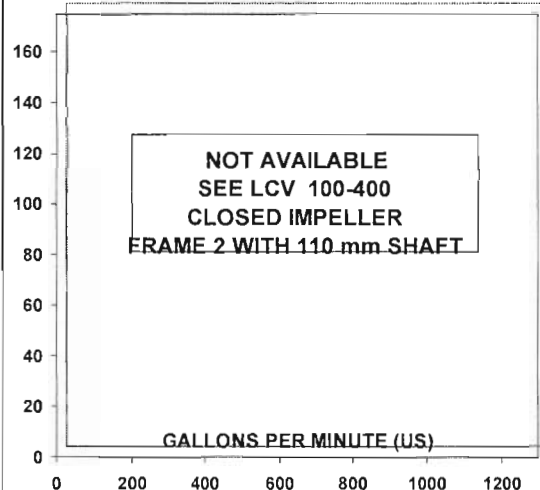 160
140
120
100
80
60
40
20
0
NOT AVAILABLE
SEE LCV 100-400
CLOSED IMPELLER
FRAME 2 WITH 110 mm SHAFT
GALLONS PER MINUTE (US)
0 200 400 600 800 1000 1200